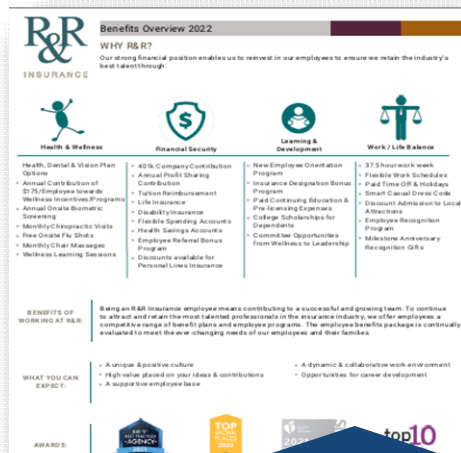 R&R
INSURANCE
Benefits Overview 2022
WHY R&R?
Our strong financial position enables us to reinvest in our employees to ensure we retain the industry's
best talent through:
Health & Wellness
Health, Dental & Vision Plan
Options
Annual Contribution of
$175/Employee towards
Wellness Incentives/Programs
Annual Onsite Biometric
Screening
Monthly Chiropractic Visits
Free Onsite Flu Shots
Monthly Chair Massages
Wellness Learning Sessions
Financial Security
401k Company Contribution
Annual Profit Sharing
Contribution
Tuition Reimbursement
Life Insurance
Disability Insurance
Flexible Spending Accounts
Health Savings Accounts
Employee Referral Bonus
Program
Discounts available for
Personal Lines Insurance
Learning &
Development
New Employee Orientation
Program
Insurance Designation Bonus
Program
Paid Continuing Education &
Pre-licensing Expenses
College Scholarships for
Dependents
Committee Opportunities
from Wellness to Leadership
Work / Life Balance
37.5 hour work week
Flexible Work Schedules
Paid Time Off & Holidays
Smart Casual Dress Code
Discount Admission to Local
Attractions
Employee Recognition
Program
Milestone Anniversary
Recognition Gifts
BENEFITS OF
WORKING AT R&R:
Being an R&R Insurance employee means contributing to a successful and growing team. To continue
to attract and retain the most talented professionals in the insurance industry, we offer employees a
competitive range of benefit plans and employee programs. The employee benefits package is continually
evaluated to meet the ever-changing needs of our employees and their families.
WHAT YOU CAN
EXPECT:
A unique & positive culture
High value placed on your ideas & contributions
A supportive employee base
A dynamic & collaborative work environment
Opportunities for career development
AWARDS:
BEST PRACTICES
AGENCY
TOP
WORK
PLACES
2020
2021
top10